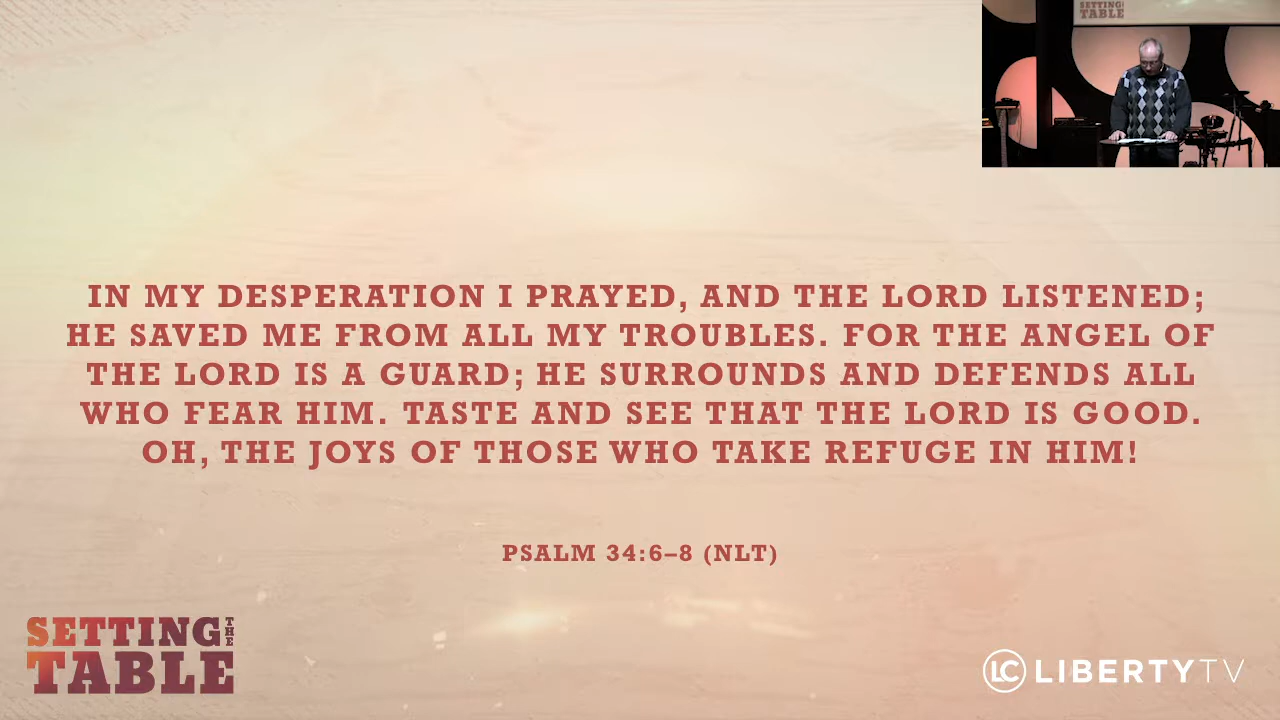 SETTING THE
TABLE
IN MY DESPERATION I PRAYED, AND THE LORD LISTENED;
HE SAVED ME FROM ALL MY TROUBLES. FOR THE ANGEL OF
THE LORD IS A GUARD; HE SURROUNDS AND DEFENDS ALL
WHO FEAR HIM. TASTE AND SEE THAT THE LORD IS GOOD.
OH, THE JOYS OF THOSE WHO TAKE REFUGE IN HIM!
PSALM 34:6–8 (NLT)
SETTING THE
TABLE
LC LIBERTYTV